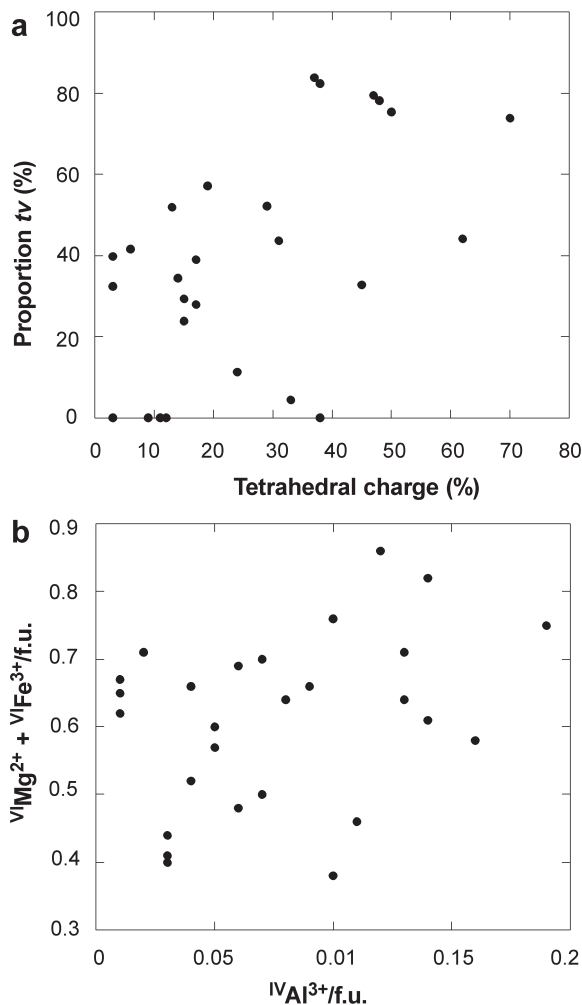 a
100
80
60
40
20
0
Proportion tv (%)
0 10 20 30 40 50 60 70 80
Tetrahedral charge (%)
b
0.9
0.8
0.7
0.6
0.5
0.4
0.3
VIMg2+ + VIFe3+/f.u.
0 0.05 0.01 0.15 0.2
IVAl3+/f.u.